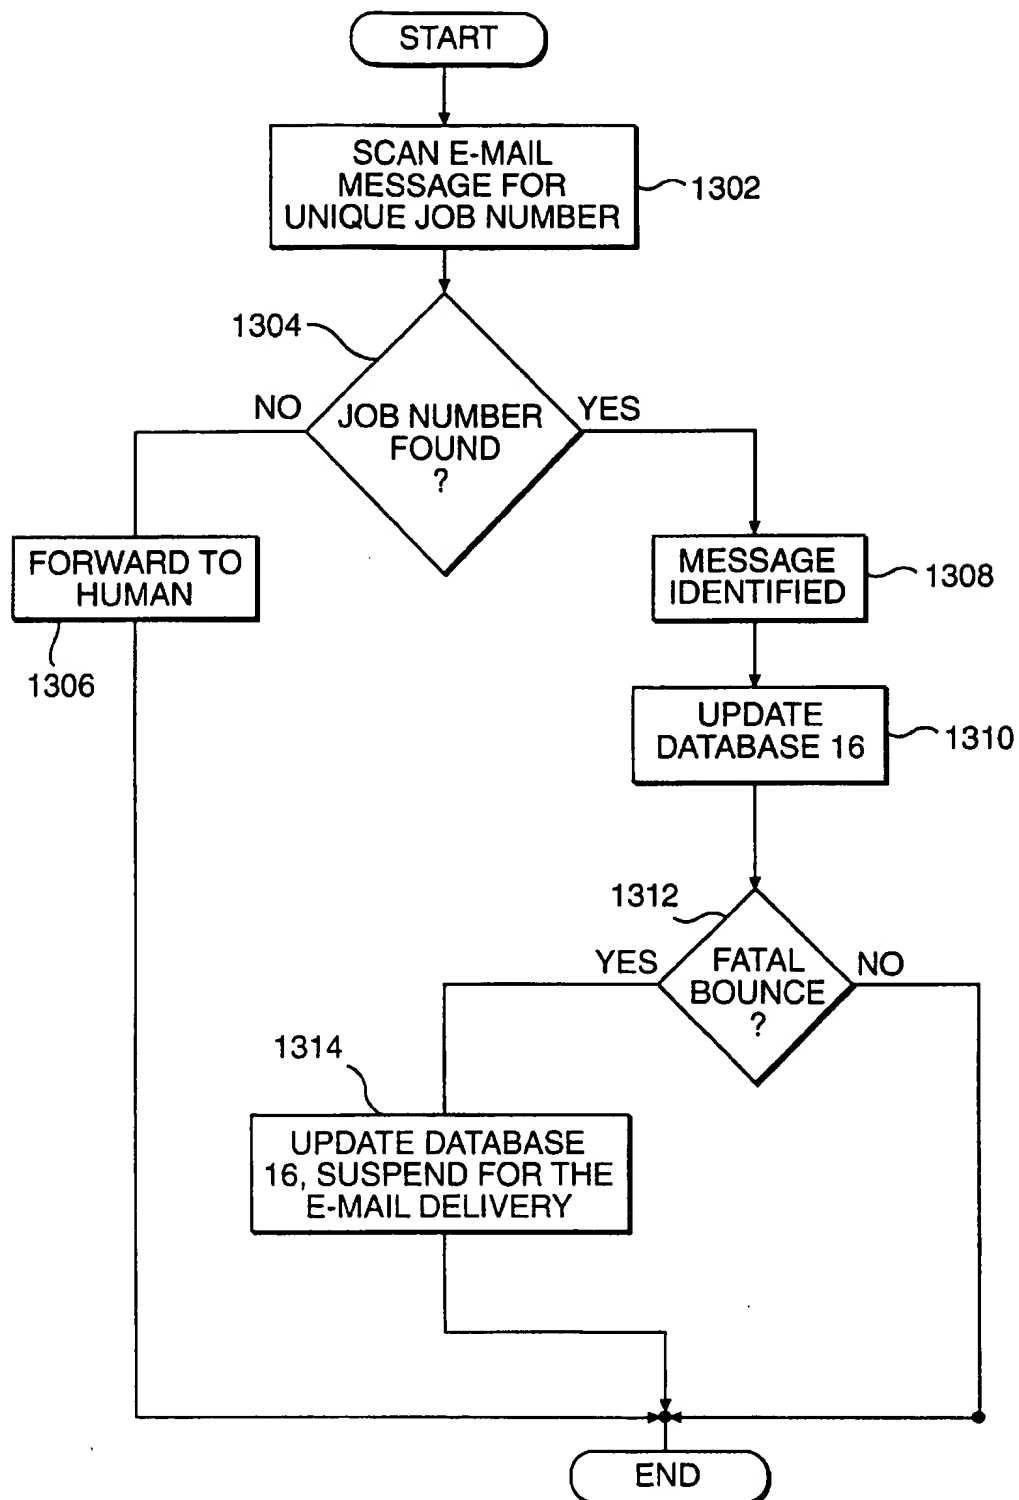 START
SCAN E-MAIL
MESSAGE FOR
UNIQUE JOB NUMBER
1302
1304
NO
JOB NUMBER
FOUND
?
YES
FORWARD TO
HUMAN
1306
MESSAGE
IDENTIFIED
1308
UPDATE
DATABASE 16
1310
1312
YES
FATAL
BOUNCE
?
NO
1314
UPDATE DATABASE
16, SUSPEND FOR THE
E-MAIL DELIVERY
END